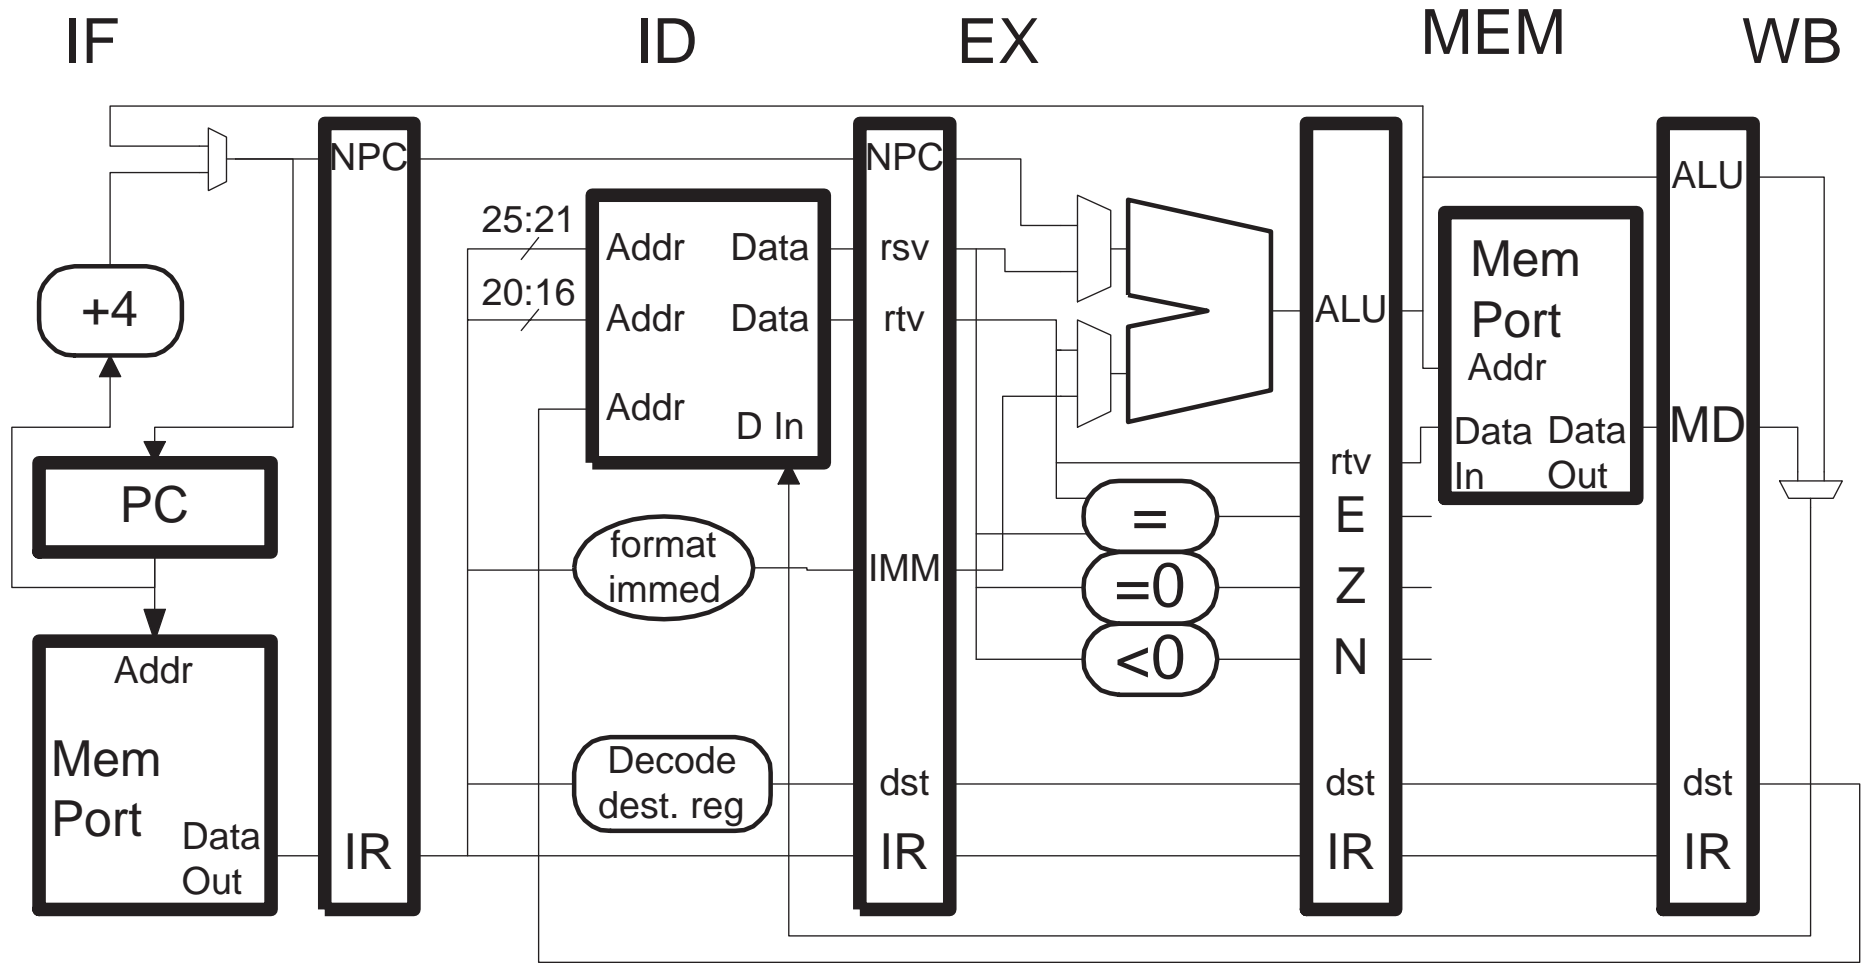 IF
ID
EX
MEM
WB
+4
PC
Addr
Mem
Port
Data
Out
NPC
IR
25:21
20:16
Addr
Data
Addr
Data
Addr
D In
format
immed
Decode
dest. reg
NPC
rsv
rtv
IMM
dst
IR
=
=0
<0
ALU
rtv
E
Z
N
dst
IR
Mem
Port
Addr
Data
In
Data
Out
ALU
MD
dst
IR